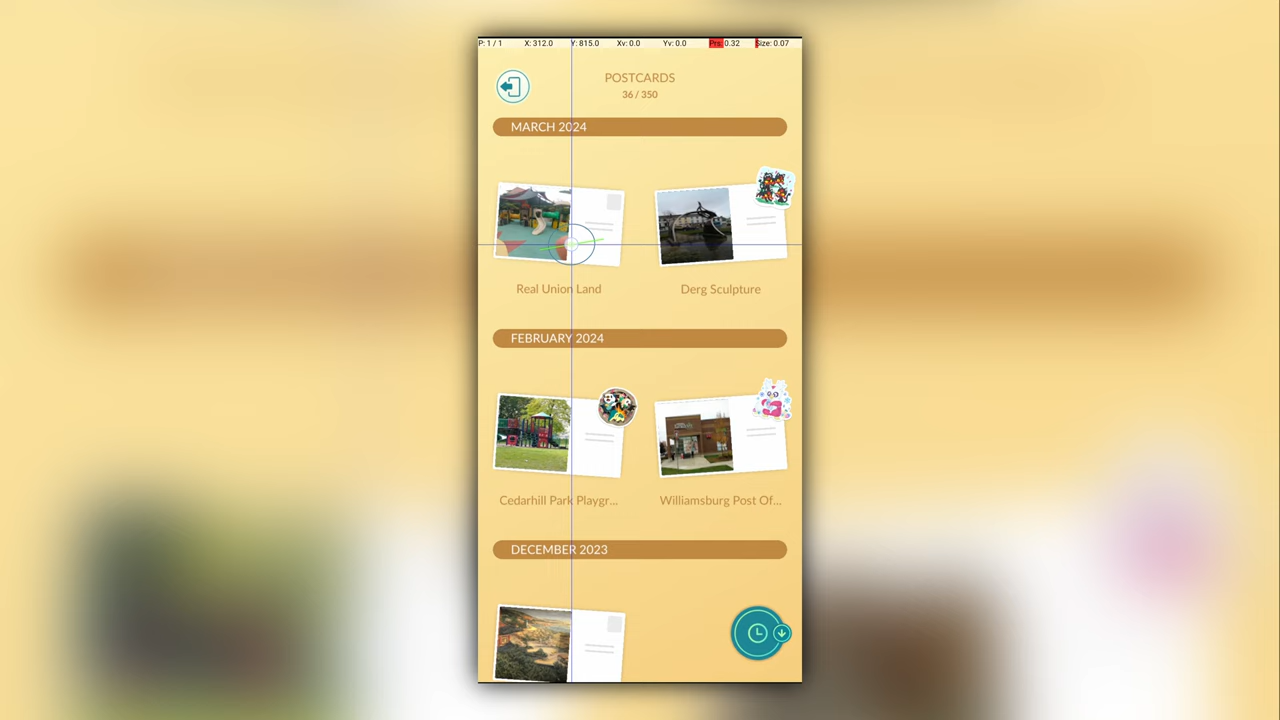 P: 1 / 1 X: 312.0 Y: 815.0 Xv: 0.0 Yv: 0.0 Prs: 0.32 Size: 0.07
POSTCARDS
36 / 350
MARCH 2024
Real Union Land
Derg Sculpture
FEBRUARY 2024
Cedarhill Park Playgr...
Williamsburg Post Of...
DECEMBER 2023